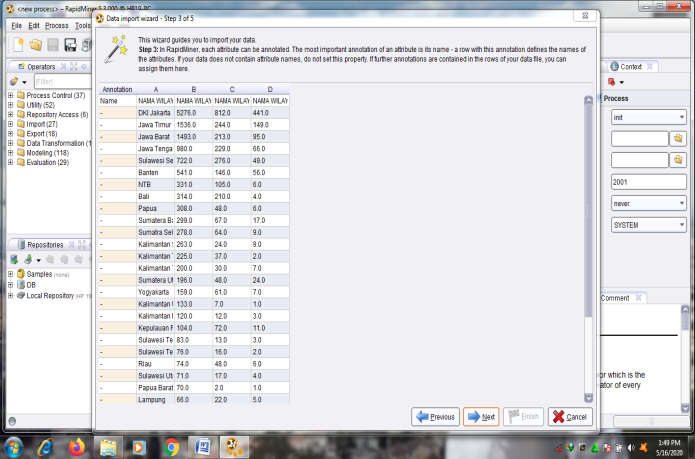 <new process> – RapidMiner 5.3.000 @ HP19-PC
File Edit Process Tools
Data import wizard - Step 3 of 5
This wizard guides you to import your data.
Step 3: In RapidMiner, each attribute can be annotated. The most important annotation of an attribute is its name - a row with this annotation defines the names of
the attributes. If your data does not contain attribute names, do not set this property. If further annotations are contained in the rows of your data file, you can
assign them here.
Operators
[Filter]
Process Control (37)
Utility (52)
Repository Access (6)
Import (27)
Export (18)
Data Transformation (1
Modeling (118)
Evaluation (29)
Repositories
Samples (none)
DB
Local Repository (HP 19
Annotation A B C D
Name NAMA WILAY NAMA WILAY NAMA WILAY NAMA WILAY
- DKI Jakarta 5276.0 812.0 441.0
- Jawa Timur 1536.0 244.0 149.0
- Jawa Barat 1493.0 213.0 95.0
- Jawa Tenga 980.0 229.0 66.0
- Sulawesi Se 722.0 276.0 49.0
- Banten 541.0 146.0 56.0
- NTB 331.0 105.0 6.0
- Bali 314.0 210.0 4.0
- Papua 308.0 48.0 6.0
- Sumatera Ba 299.0 67.0 17.0
- Sumatra Sel 278.0 64.0 9.0
- Kalimantan 263.0 24.0 9.0
- Kalimantan 225.0 37.0 2.0
- Kalimantan 200.0 30.0 7.0
- Sumatera Ut 196.0 48.0 24.0
- Yogyakarta 159.0 61.0 7.0
- Kalimantan 133.0 7.0 1.0
- Kalimantan 120.0 12.0 3.0
- Kepulauan R 104.0 72.0 11.0
- Sulawesi Te 83.0 13.0 3.0
- Sulawesi Te 76.0 16.0 2.0
- Riau 74.0 48.0 6.0
- Sulawesi Ut 71.0 17.0 4.0
- Papua Barat 70.0 2.0 1.0
- Lampung 66.0 22.0 5.0
Previous Next Finish Cancel
Context
Process
init
2001
never
SYSTEM
Comment
or which is the
ator of every
1:49 PM
5/16/2020